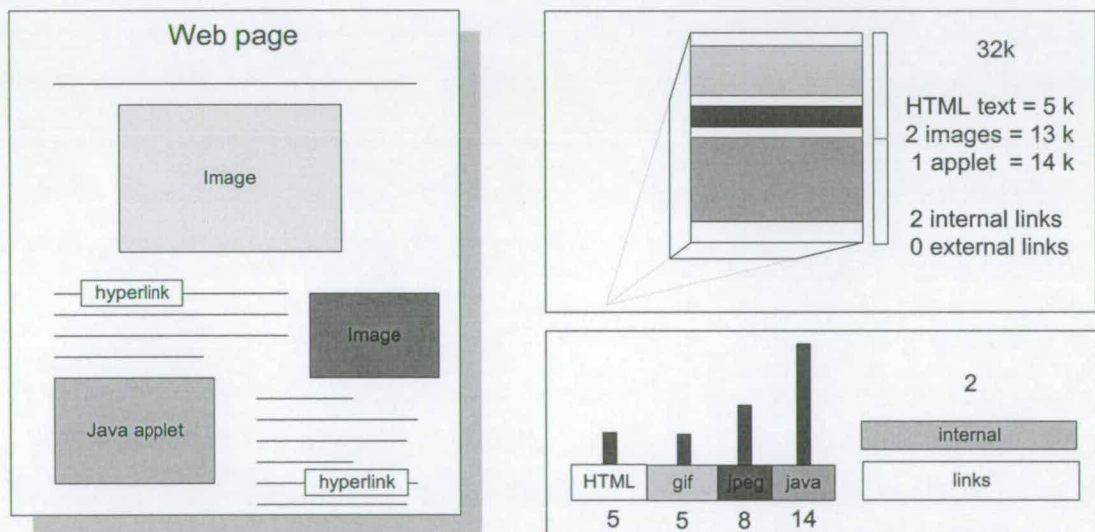 Web page
Image
hyperlink
Image
Java applet
hyperlink
32k
HTML text = 5 k
2 images = 13 k
1 applet = 14 k
2 internal links
0 external links
2
internal
HTML gif jpeg java
links
5 5 8 14